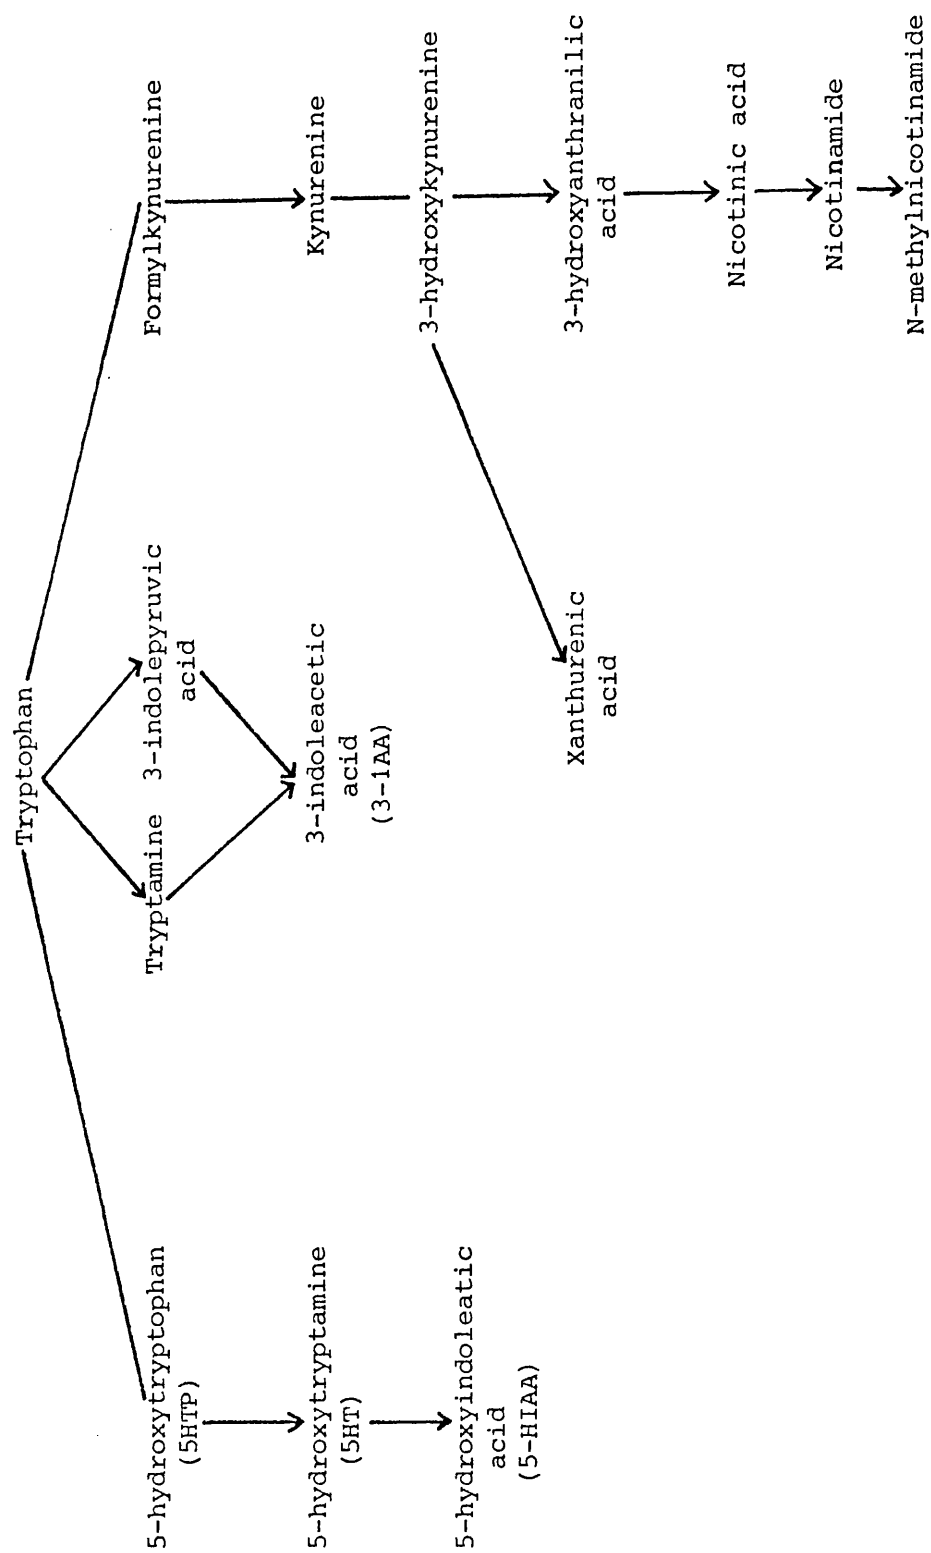 Tryptophan
5-hydroxytryptophan
(5HTP)
Tryptamine
3-indolepyruvic
acid
Formylkynurenine
5-hydroxytryptamine
(5HT)
3-indoleacetic
acid
(3-1AA)
Kynurenine
5-hydroxyindoleatic
acid
(5-HIAA)
3-hydroxykynurenine
Xanthurenic
acid
3-hydroxyanthranilic
acid
Nicotinic acid
Nicotinamide
N-methylnicotinamide